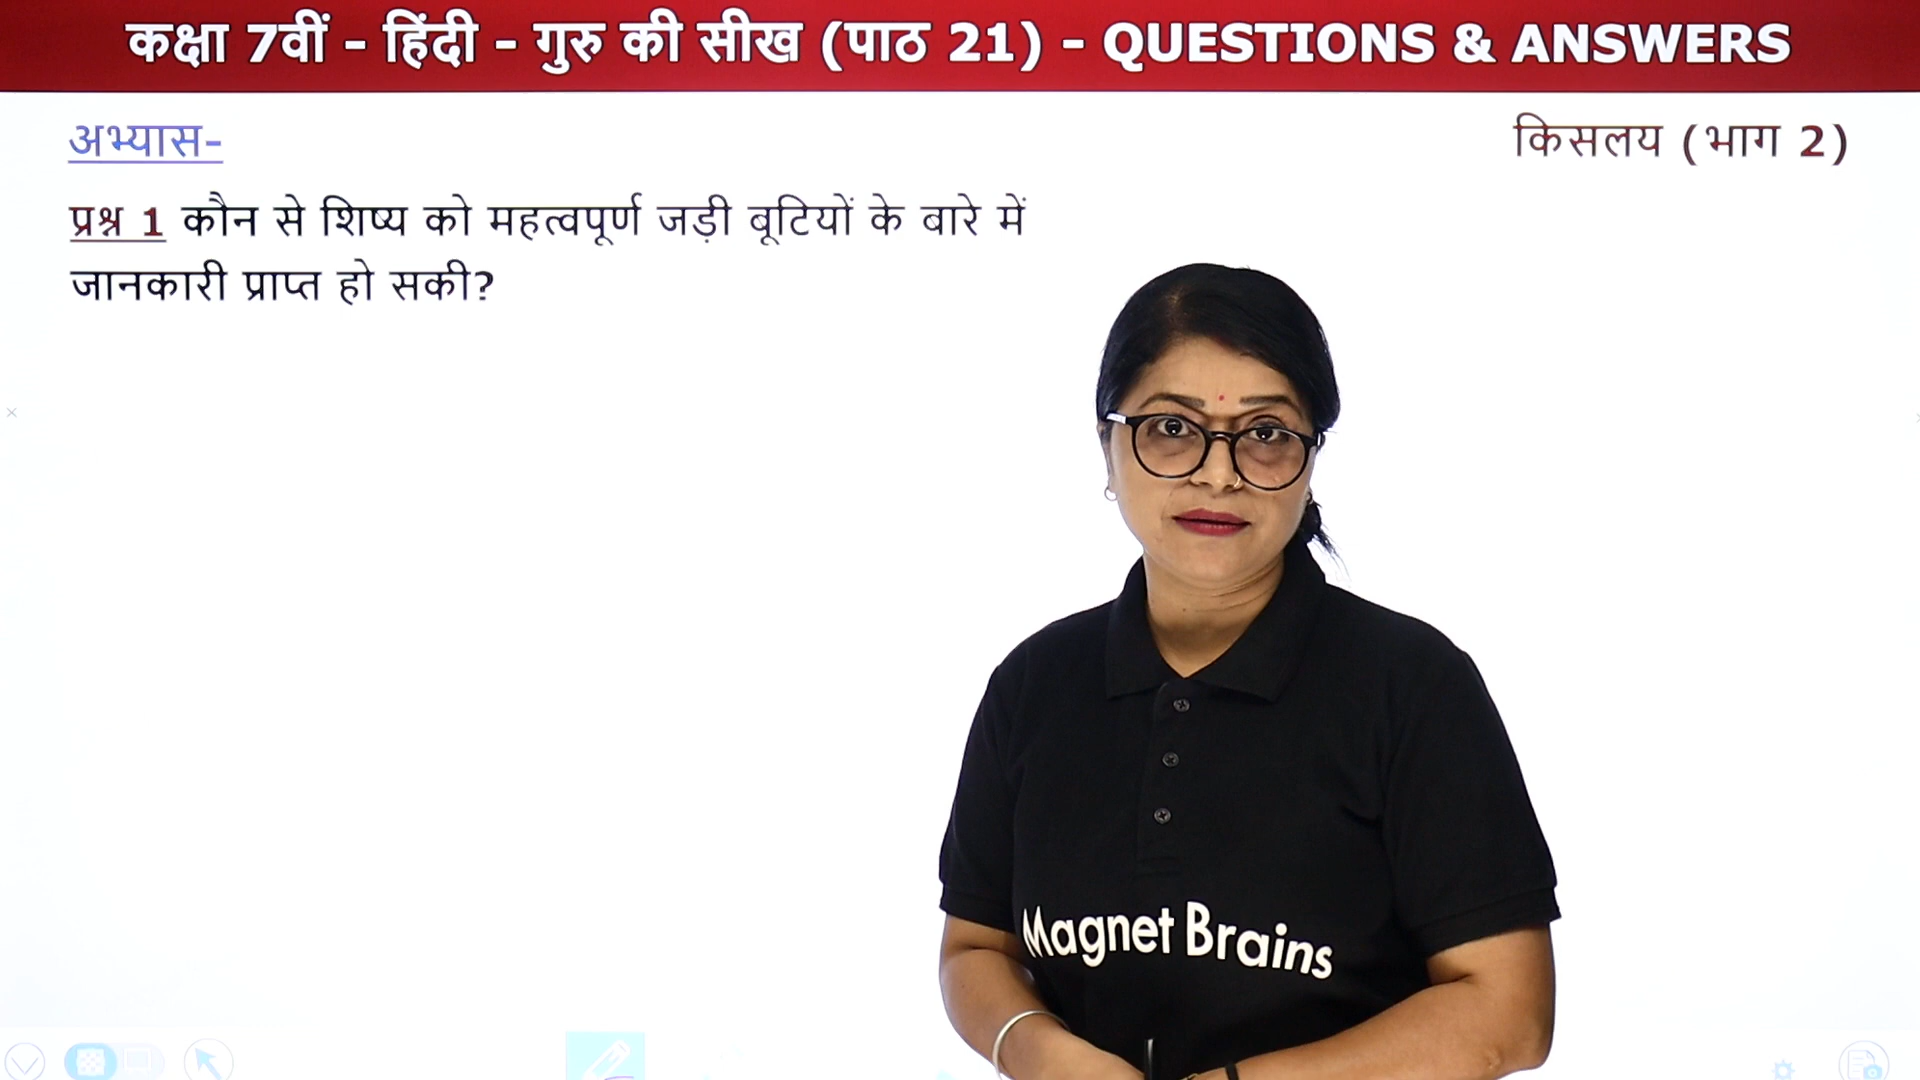 कक्षा 7वीं - हिंदी - गुरु की सीख (पाठ 21) - QUESTIONS & ANSWERS
अभ्यास-
किसलय (भाग 2)
प्रश्न 1 कौन से शिष्य को महत्वपूर्ण जड़ी बूटियों के बारे में
जानकारी प्राप्त हो सकी?
Magnet Brains